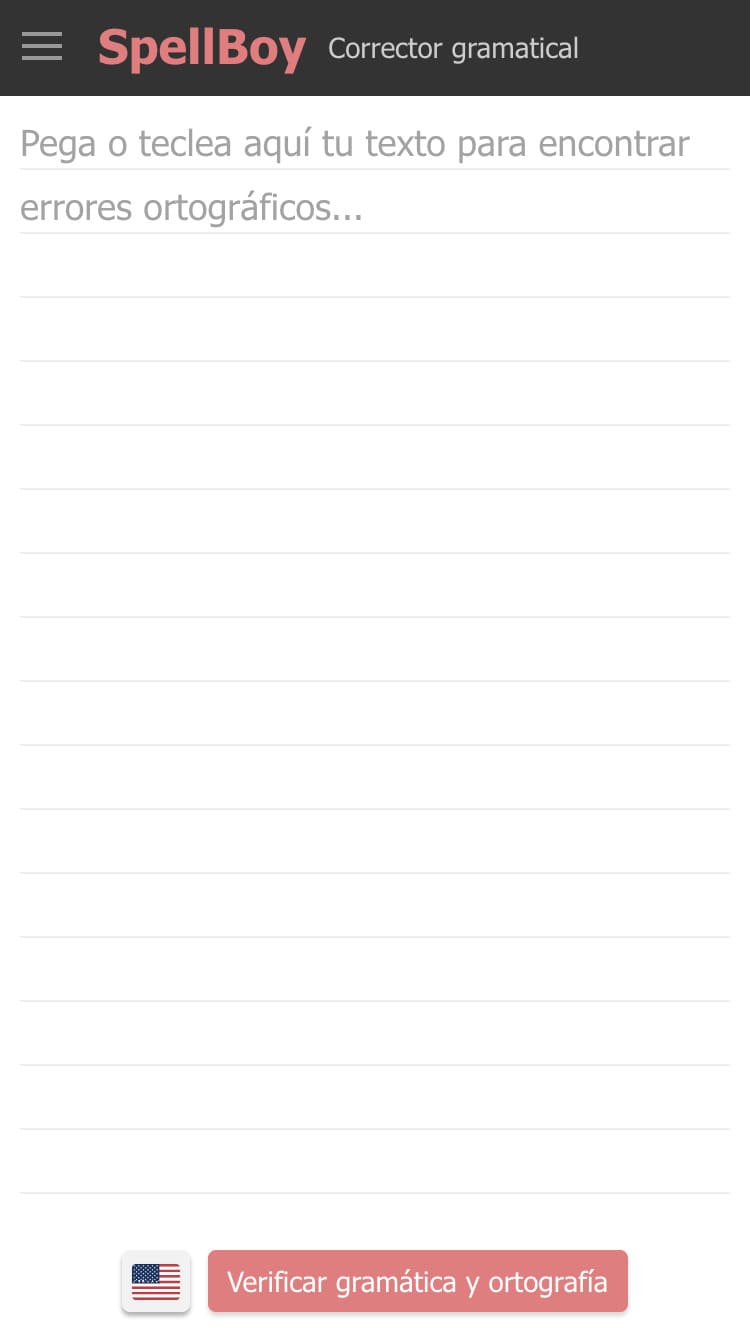 SpellBoy Corrector gramatical
Pega o teclea aquí tu texto para encontrar
errores ortográficos...
Verificar gramática y ortografía